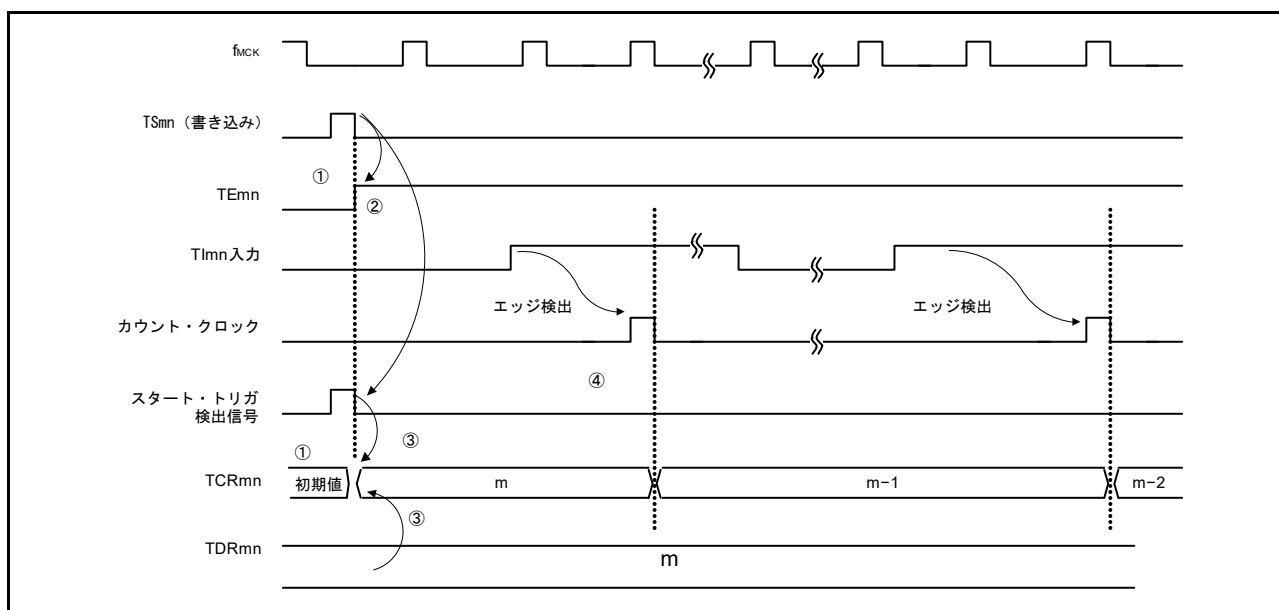 fMCK
TSmn（書き込み）
①
TEmn
②
TImn入力
エッジ検出
エッジ検出
カウント・クロック
④
スタート・トリガ
検出信号
③
①
TCRmn
初期値
m
m−1
m−2
③
TDRmn
m